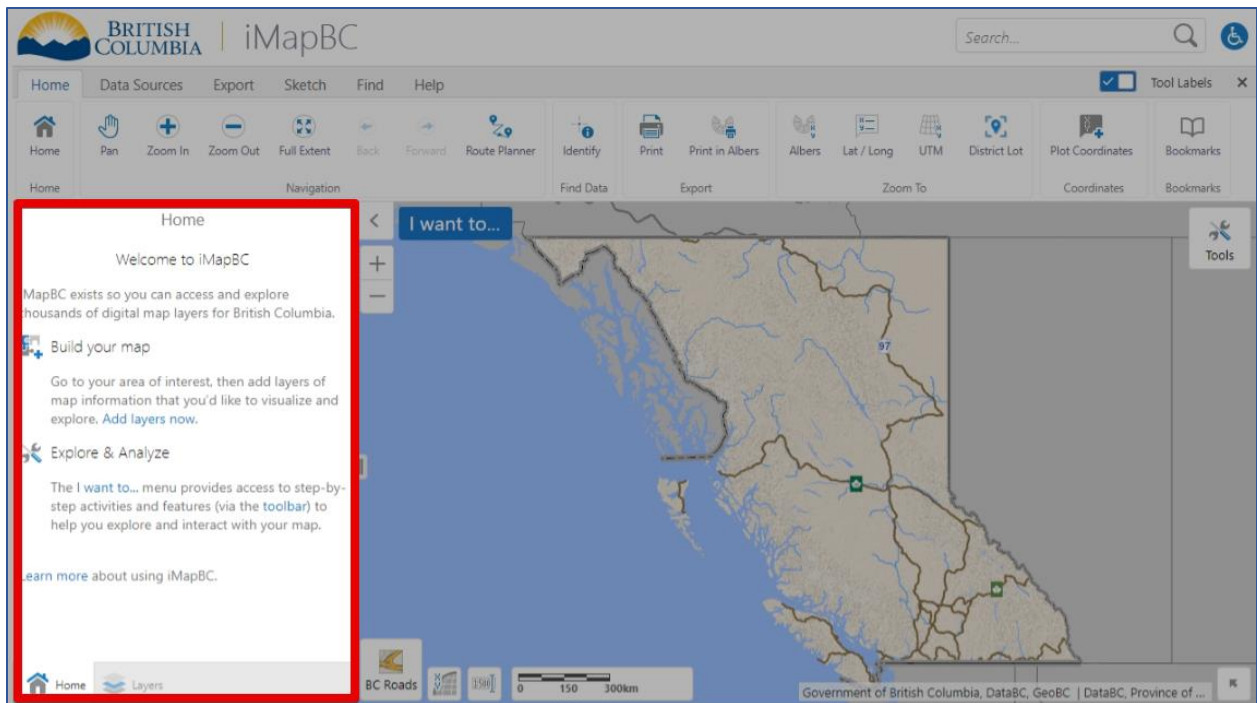 BRITISH
COLUMBIA
iMapBC
Search...
Home Data Sources Export Sketch Find Help
Tool Labels
Home Pan Zoom In Zoom Out Full Extent Back Forward Route Planner Identify Print Print in Albers Albers Lat / Long UTM District Lot Plot Coordinates Bookmarks
Home Navigation Find Data Export Zoom To Coordinates Bookmarks
Home
Welcome to iMapBC
iMapBC exists so you can access and explore
thousands of digital map layers for British Columbia.
Build your map
Go to your area of interest, then add layers of
map information that you'd like to visualize and
explore. Add layers now.
Explore & Analyze
The I want to... menu provides access to step-by-
step activities and features (via the toolbar) to
help you explore and interact with your map.
Learn more about using iMapBC.
Home Layers
I want to...
Tools
97
BC Roads
0 150 300km
Government of British Columbia, DataBC, GeoBC | DataBC, Province of ...